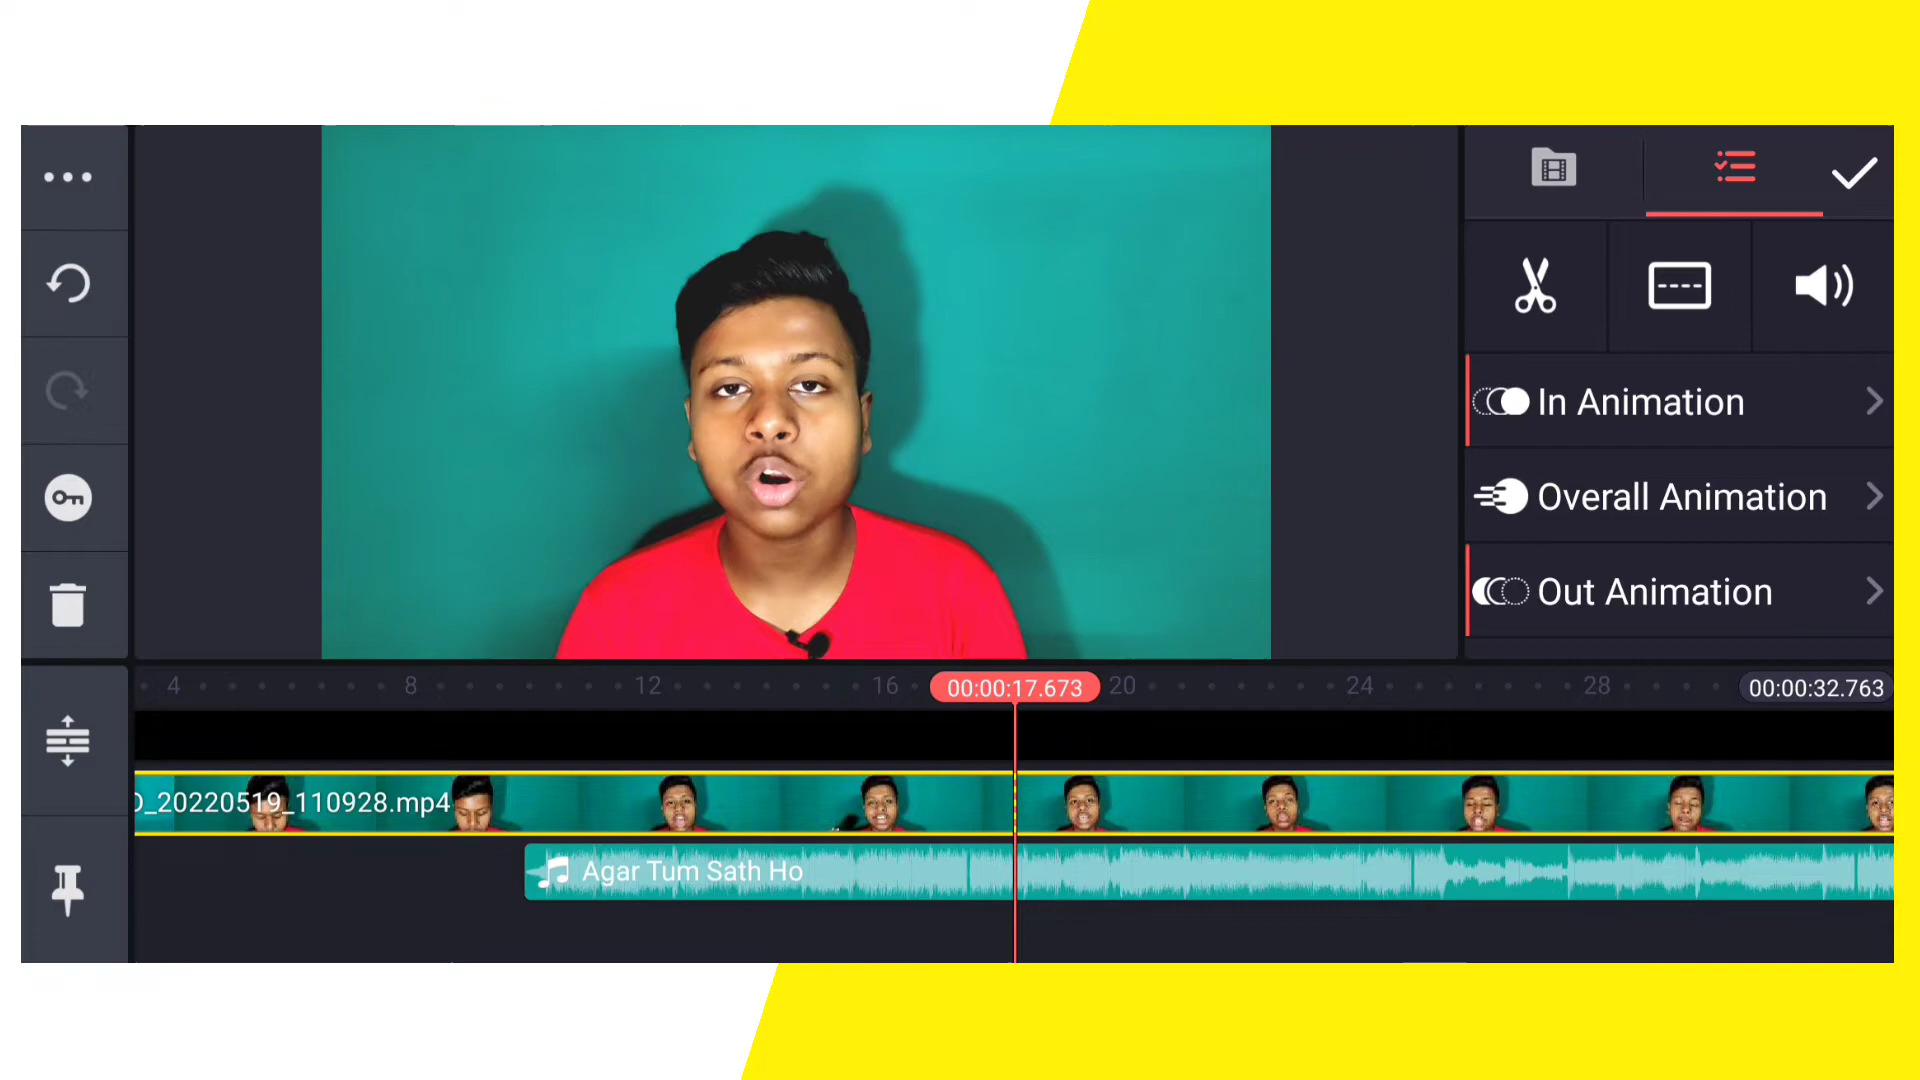 In Animation
Overall Animation
Out Animation
4 8 12 16 00:00:17.673 20 24 28 00:00:32.763
_20220519_110928.mp4
Agar Tum Sath Ho